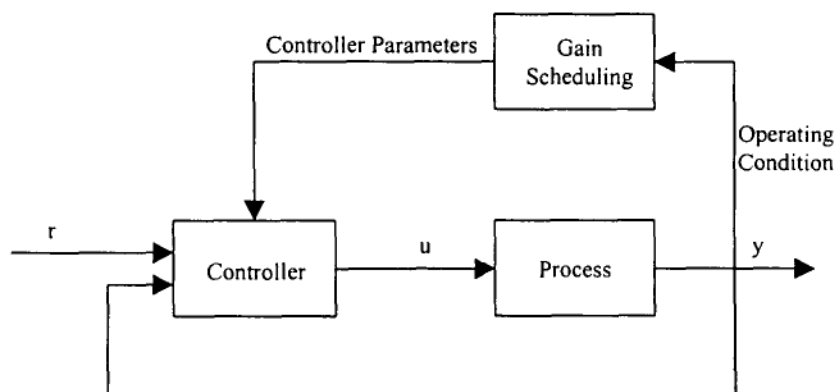 Controller Parameters
Gain
Scheduling
Operating
Condition
r
Controller
u
Process
y